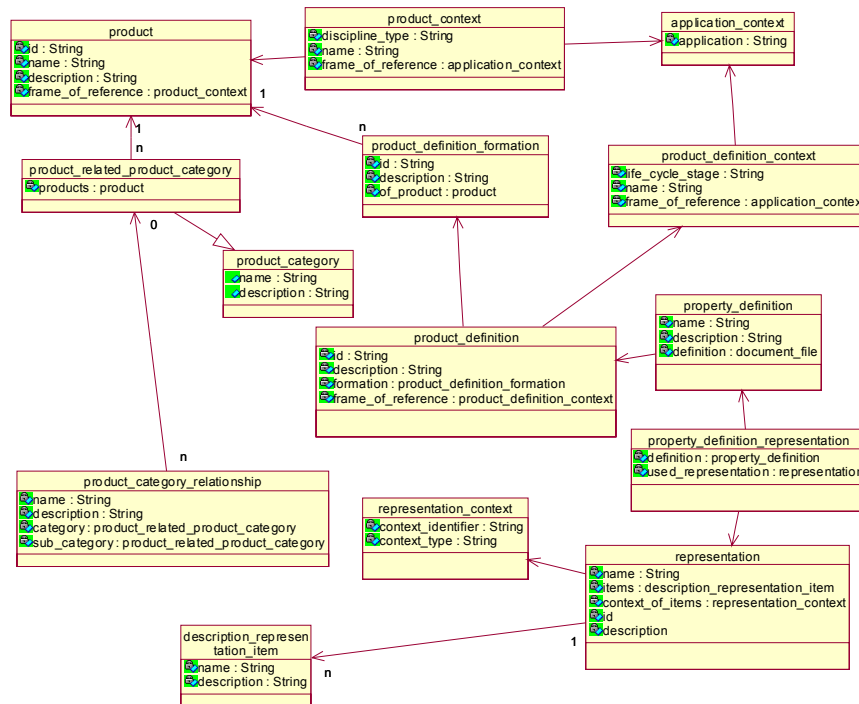 product
id : String
name : String
description : String
frame_of_reference : product_context
product_context
discipline_type : String
name : String
frame_of_reference : application_context
application_context
application : String
1
n
1
n
product_definition_formation
id : String
description : String
of_product : product
product_definition_context
life_cycle_stage : String
name : String
frame_of_reference : application_context
product_related_product_category
products : product
0
product_category
name : String
description : String
product_definition
id : String
description : String
formation : product_definition_formation
frame_of_reference : product_definition_context
property_definition
name : String
description : String
definition : document_file
property_definition_representation
definition : property_definition
used_representation : representation
n
product_category_relationship
name : String
description : String
category : product_related_product_category
sub_category : product_related_product_category
representation_context
context_identifier : String
context_type : String
representation
name : String
items : description_representation_item
context_of_items : representation_context
id
description
1
n
description_represen
tation_item
name : String
description : String